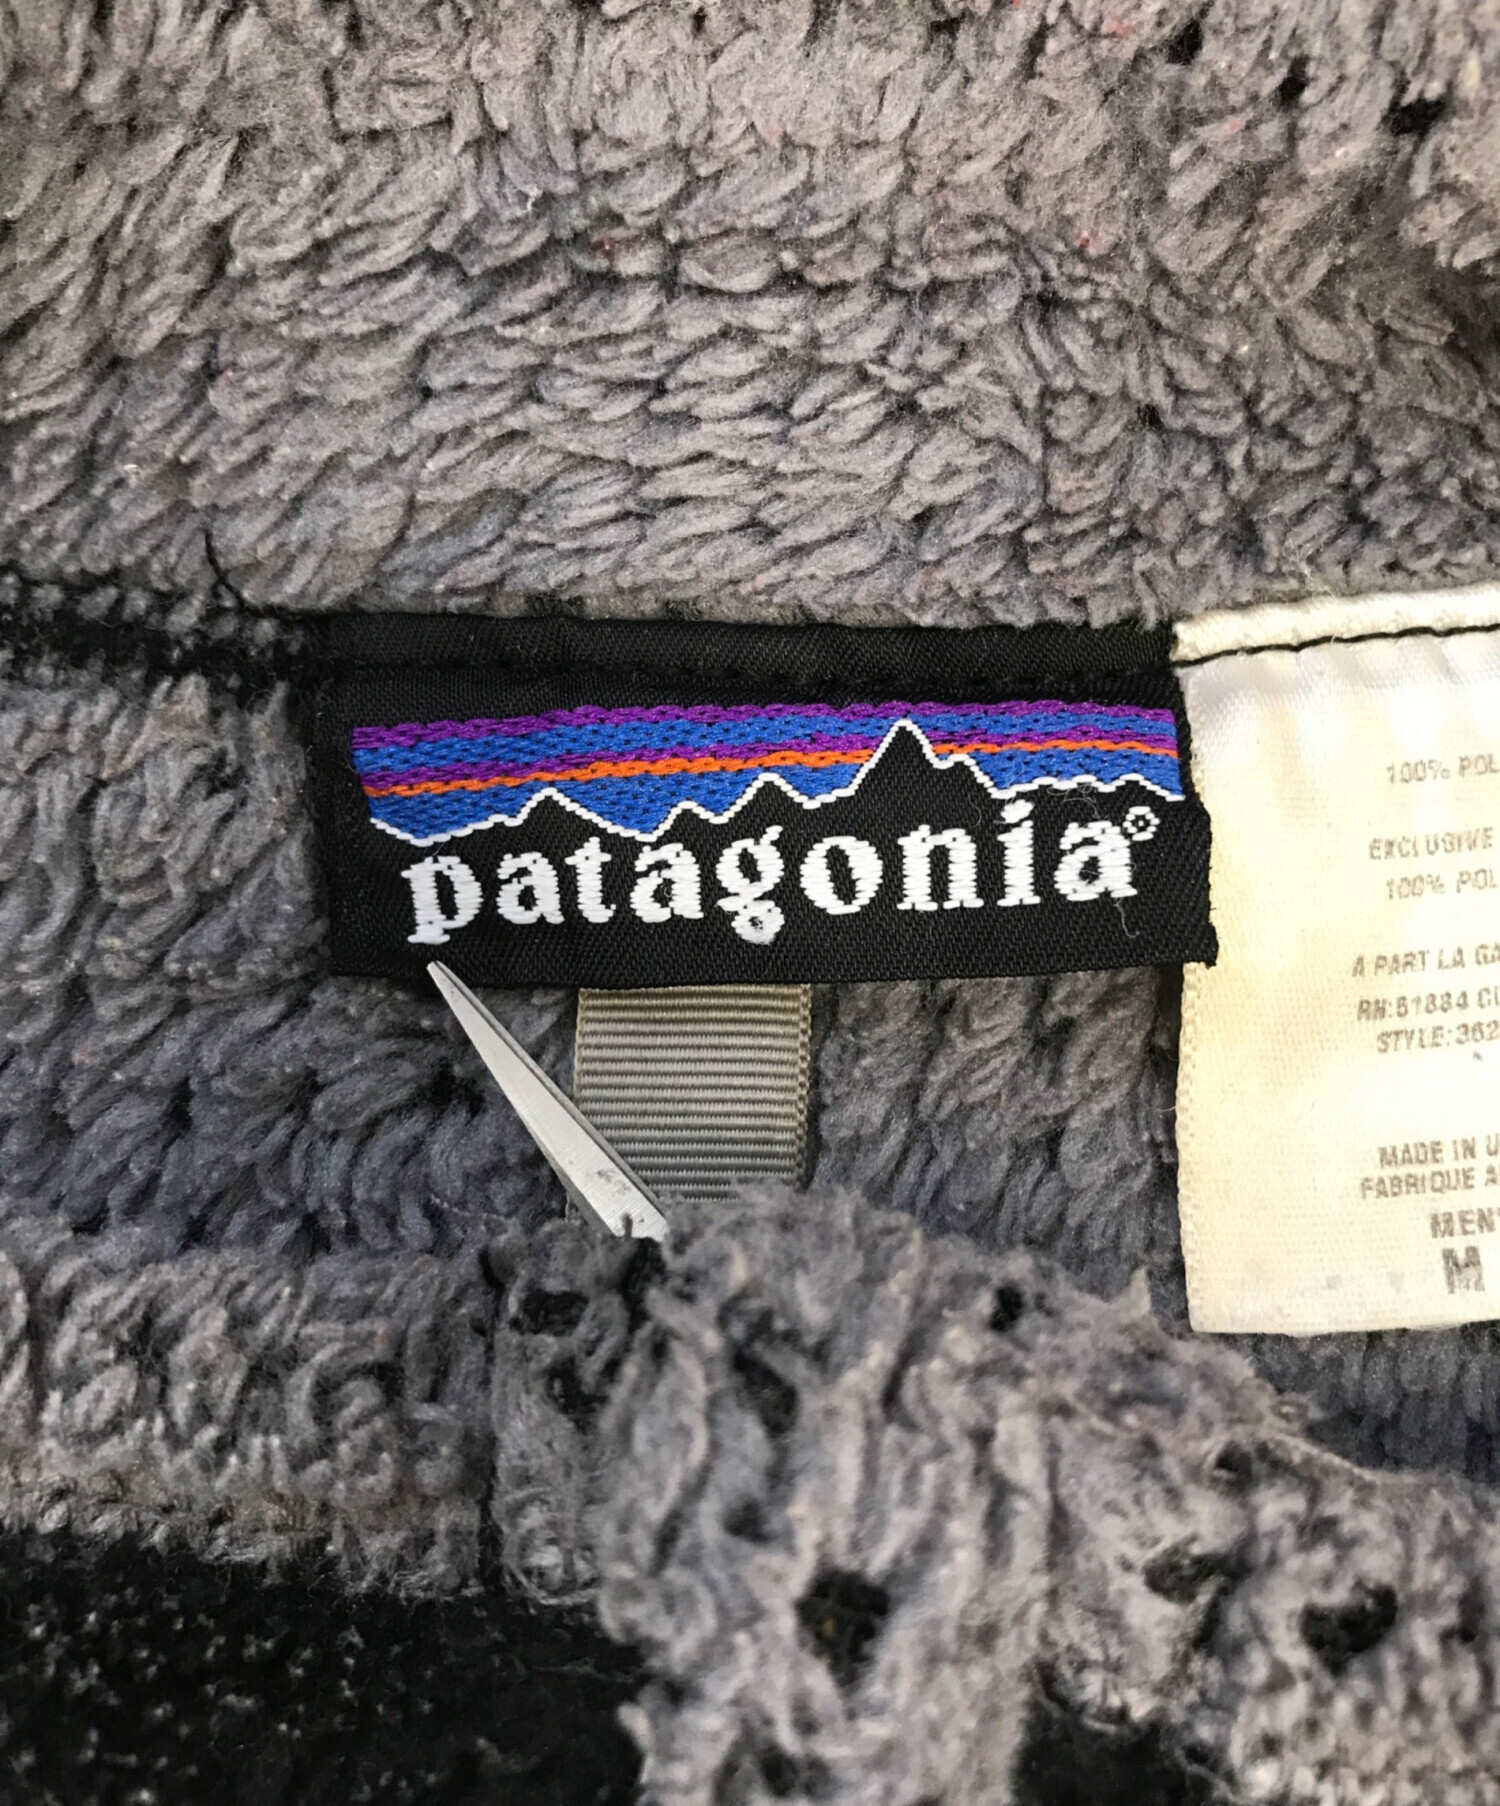 patagonia®
100% POL
EXCLUSIVE
100% POL
A PART LA GA
RN:51884 C
STYLE:362
MADE IN U
FABRIQUE A
MEN'
M